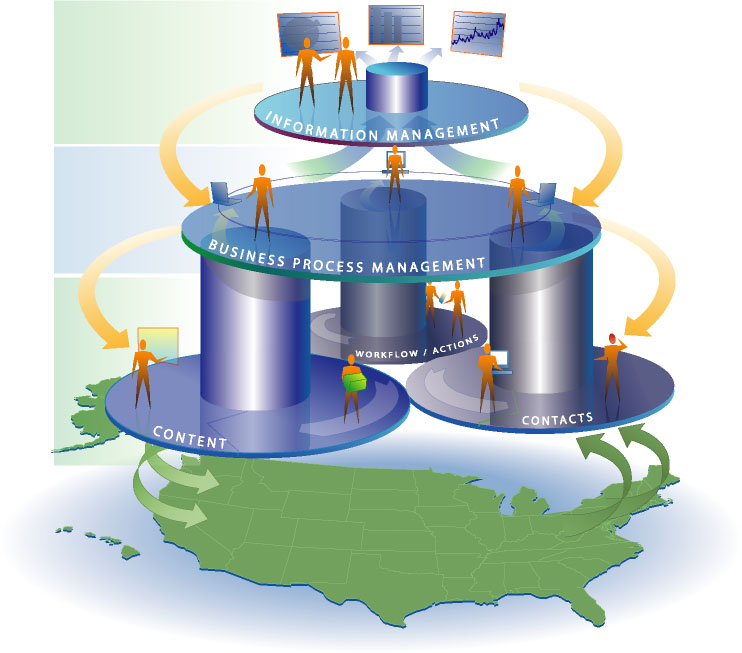 INFORMATION MANAGEMENT
BUSINESS PROCESS MANAGEMENT
WORKFLOW / ACTIONS
CONTENT
CONTACTS